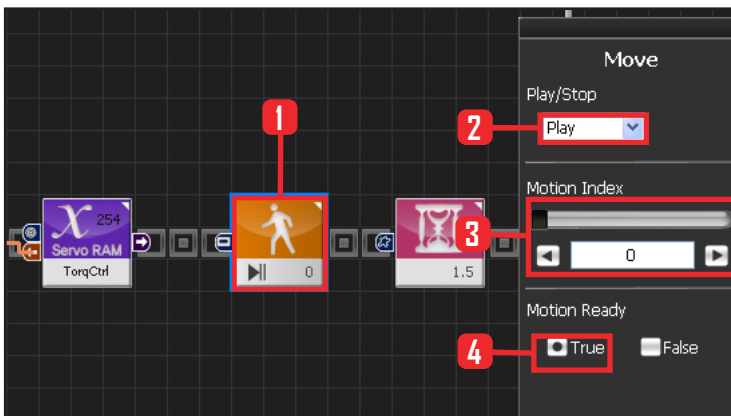 Move
Play/Stop
1
2
Play
Motion Index
3
0
X 254
Servo RAM
TorqCtrl
0
1.5
Motion Ready
4
True
False